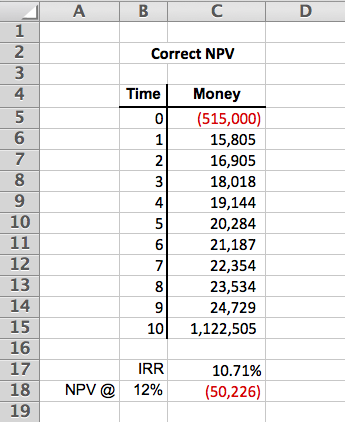 A B C D
1
2 Correct NPV
3
4 Time Money
5 0 (515,000)
6 1 15,805
7 2 16,905
8 3 18,018
9 4 19,144
10 5 20,284
11 6 21,187
12 7 22,354
13 8 23,534
14 9 24,729
15 10 1,122,505
16
17 IRR 10.71%
18 NPV @ 12% (50,226)
19